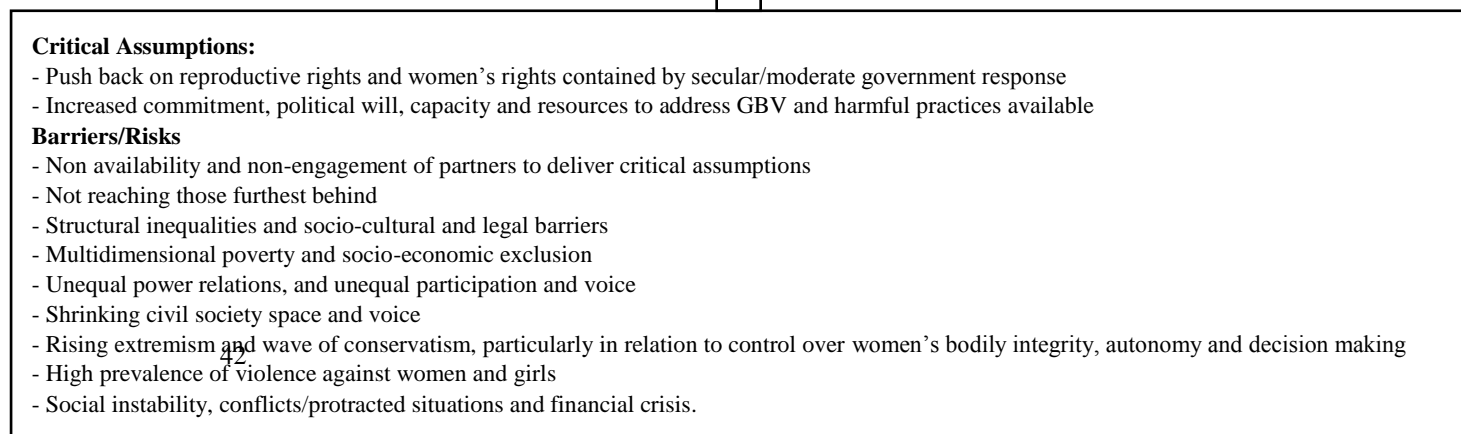 Critical Assumptions:
- Push back on reproductive rights and women’s rights contained by secular/moderate government response
- Increased commitment, political will, capacity and resources to address GBV and harmful practices available
Barriers/Risks
- Non availability and non-engagement of partners to deliver critical assumptions
- Not reaching those furthest behind
- Structural inequalities and socio-cultural and legal barriers
- Multidimensional poverty and socio-economic exclusion
- Unequal power relations, and unequal participation and voice
- Shrinking civil society space and voice
- Rising extremism and wave of conservatism, particularly in relation to control over women’s bodily integrity, autonomy and decision making
42
- High prevalence of violence against women and girls
- Social instability, conflicts/protracted situations and financial crisis.